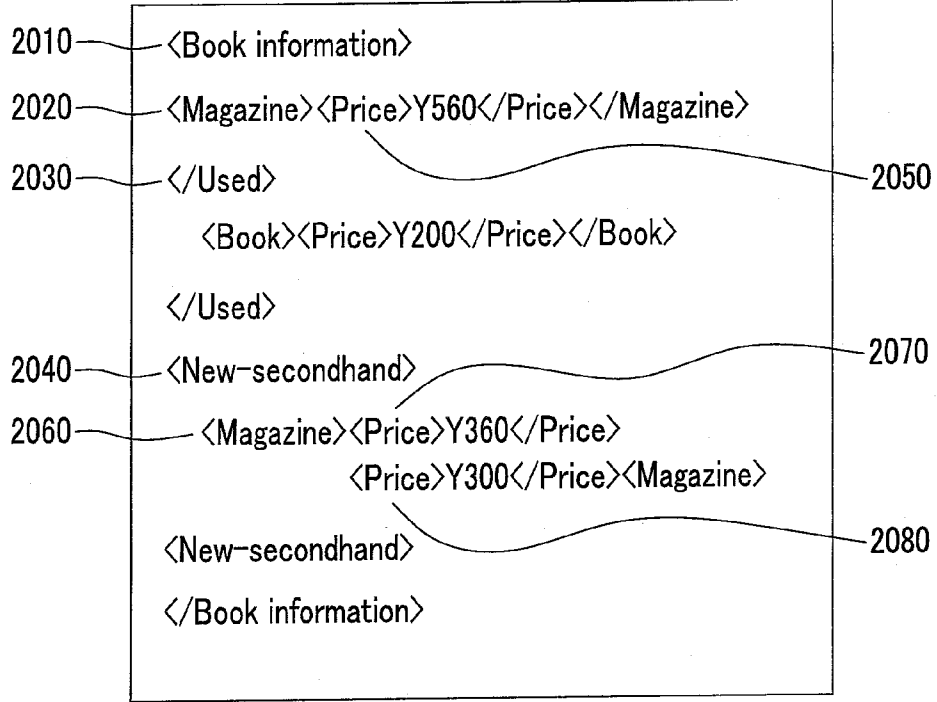 2010 <Book information>
2020 <Magazine><Price>Y560</Price></Magazine>
2030 </Used> 2050
<Book><Price>Y200</Price></Book>
</Used>
2040 <New-secondhand> 2070
2060 <Magazine><Price>Y360</Price>
<Price>Y300</Price><Magazine>
<New-secondhand> 2080
</Book information>